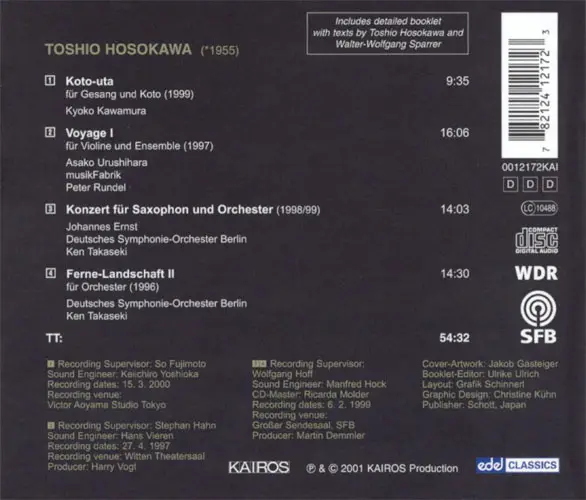 Includes detailed booklet
with texts by Toshio Hosokawa and
Walter-Wolfgang Sparrer
TOSHIO HOSOKAWA (*1955)
1 Koto-uta 9:35
für Gesang und Koto (1999)
Kyoko Kawamura
2 Voyage I 16:06
für Violine und Ensemble (1997)
Asako Urushihara
musikFabrik
Peter Rundel
3 Konzert für Saxophon und Orchester (1998/99) 14:03
Johannes Ernst
Deutsches Symphonie-Orchester Berlin
Ken Takaseki
4 Ferne-Landschaft II 14:30
für Orchester (1996)
Deutsches Symphonie-Orchester Berlin
Ken Takaseki
TT: 54:32
7 82124 12172 3
0012172KAI
D D D
LC 10488
COMPACT
disc
DIGITAL AUDIO
WDR
SFB
Recording Supervisor: So Fujimoto
Sound Engineer: Keiichiro Yoshioka
Recording dates: 15. 3. 2000
Recording venue:
Victor Aoyama Studio Tokyo
Recording Supervisor: Stephan Hahn
Sound Engineer: Hans Vieren
Recording dates: 27. 4. 1997
Recording venue: Witten Theatersaal
Producer: Harry Vogt
Recording Supervisor:
Wolfgang Hoff
Sound Engineer: Manfred Hock
CD-Master: Ricarda Molder
Recording dates: 6. 2. 1999
Recording venue:
Großer Sendesaal, SFB
Producer: Martin Demmler
Cover-Artwork: Jakob Gasteiger
Booklet-Editor: Ulrike Ulrich
Layout: Grafik Schinnerl
Graphic Design: Christine Kühn
Publisher: Schott, Japan
KAIROS ℗ & © 2001 KAIROS Production
edel CLASSICS